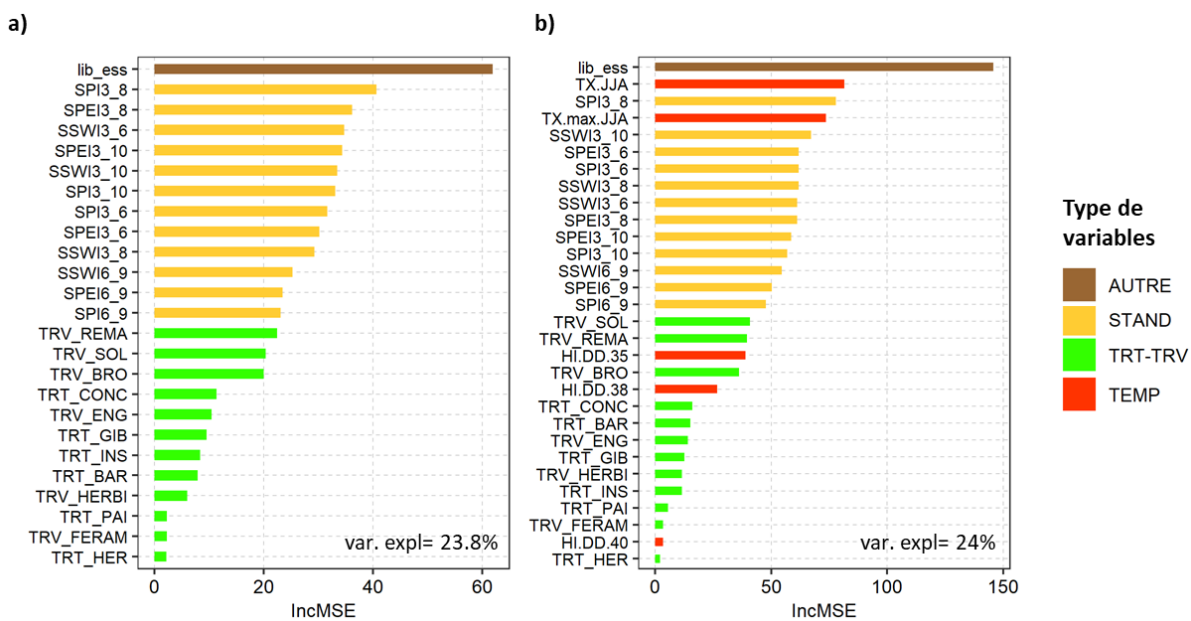 a)
lib_ess
SPI3_8
SPEI3_8
SSWI3_6
SPEI3_10
SSWI3_10
SPI3_10
SPI3_6
SPEI3_6
SSWI3_8
SSWI6_9
SPEI6_9
SPI6_9
TRV_REMA
TRV_SOL
TRV_BRO
TRT_CONC
TRV_ENG
TRT_GIB
TRT_INS
TRT_BAR
TRV_HERBI
TRT_PAI
TRV_FERAM
TRT_HER
var. expl= 23.8%
0 20 40 60
IncMSE
b)
lib_ess
TX.JJA
SPI3_8
TX.max.JJA
SSWI3_10
SPEI3_6
SPI3_6
SSWI3_8
SSWI3_6
SPEI3_8
SPEI3_10
SPI3_10
SSWI6_9
SPEI6_9
SPI6_9
TRV_SOL
TRV_REMA
HI.DD.35
TRV_BRO
HI.DD.38
TRT_CONC
TRT_BAR
TRV_ENG
TRT_GIB
TRV_HERBI
TRT_INS
TRT_PAI
TRV_FERAM
HI.DD.40
TRT_HER
var. expl= 24%
0 50 100 150
IncMSE
Type de
variables
AUTRE
STAND
TRT-TRV
TEMP